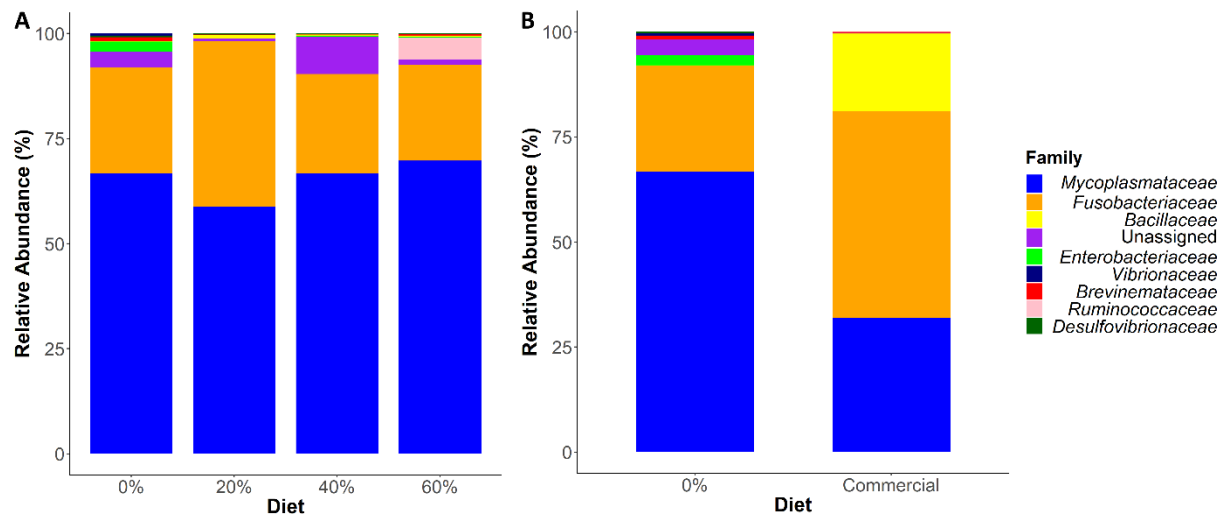 A
Relative Abundance (%)
100
75
50
25
0
0% 20% 40% 60%
Diet
B
Relative Abundance (%)
100
75
50
25
0
0% Commercial
Diet
Family
Mycoplasmataceae
Fusobacteriaceae
Bacillaceae
Unassigned
Enterobacteriaceae
Vibrionaceae
Brevinemataceae
Ruminococcaceae
Desulfovibrionaceae